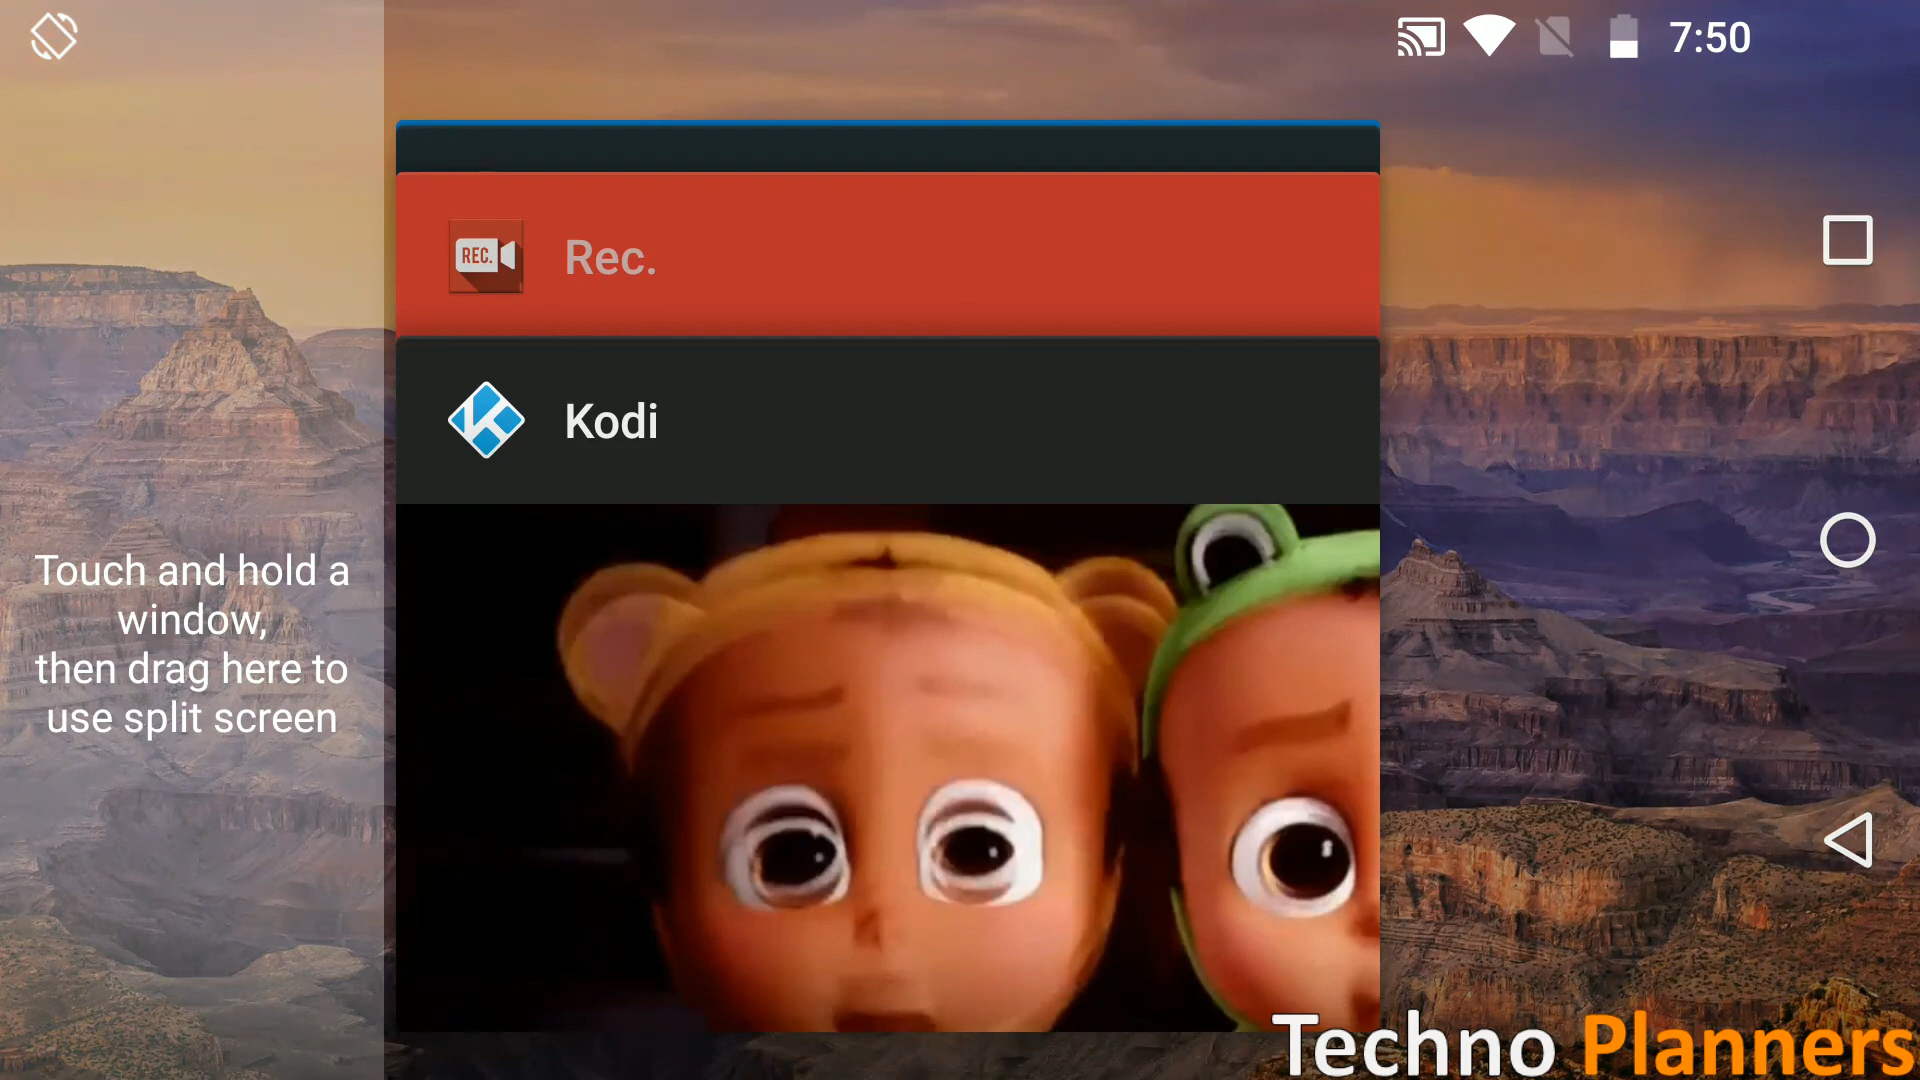 7:50
REC.
Rec.
Kodi
Touch and hold a
window,
then drag here to
use split screen
Techno Planners